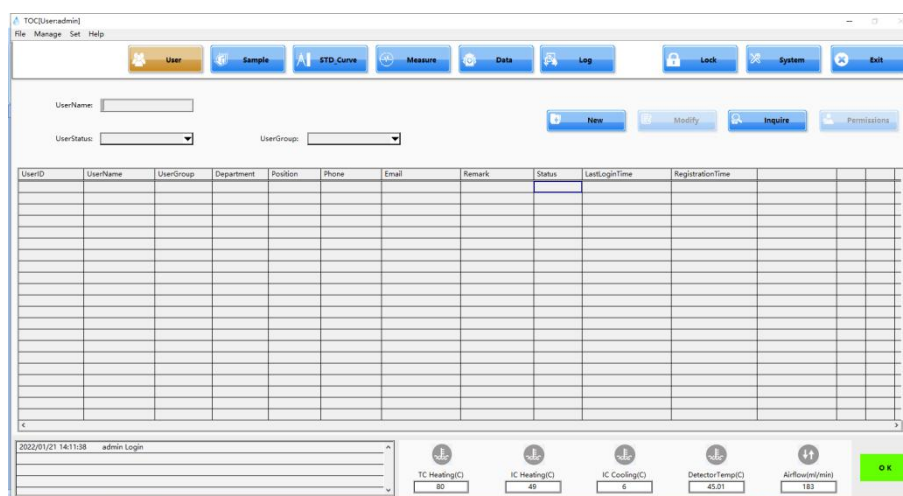 TOC[User:admin]
File Manage Set Help
User Sample STD_Curve Measure Data Log Lock System Exit
UserName:
New Modify Inquire Permissions
UserStatus: UserGroup:
UserID UserName UserGroup Department Position Phone Email Remark Status LastLoginTime RegistrationTime
2022/01/21 14:11:38 admin Login
TC Heating(C) IC Heating(C) IC Cooling(C) DetectorTemp(C) Airflow(ml/min)
80 49 6 45.01 183
O K